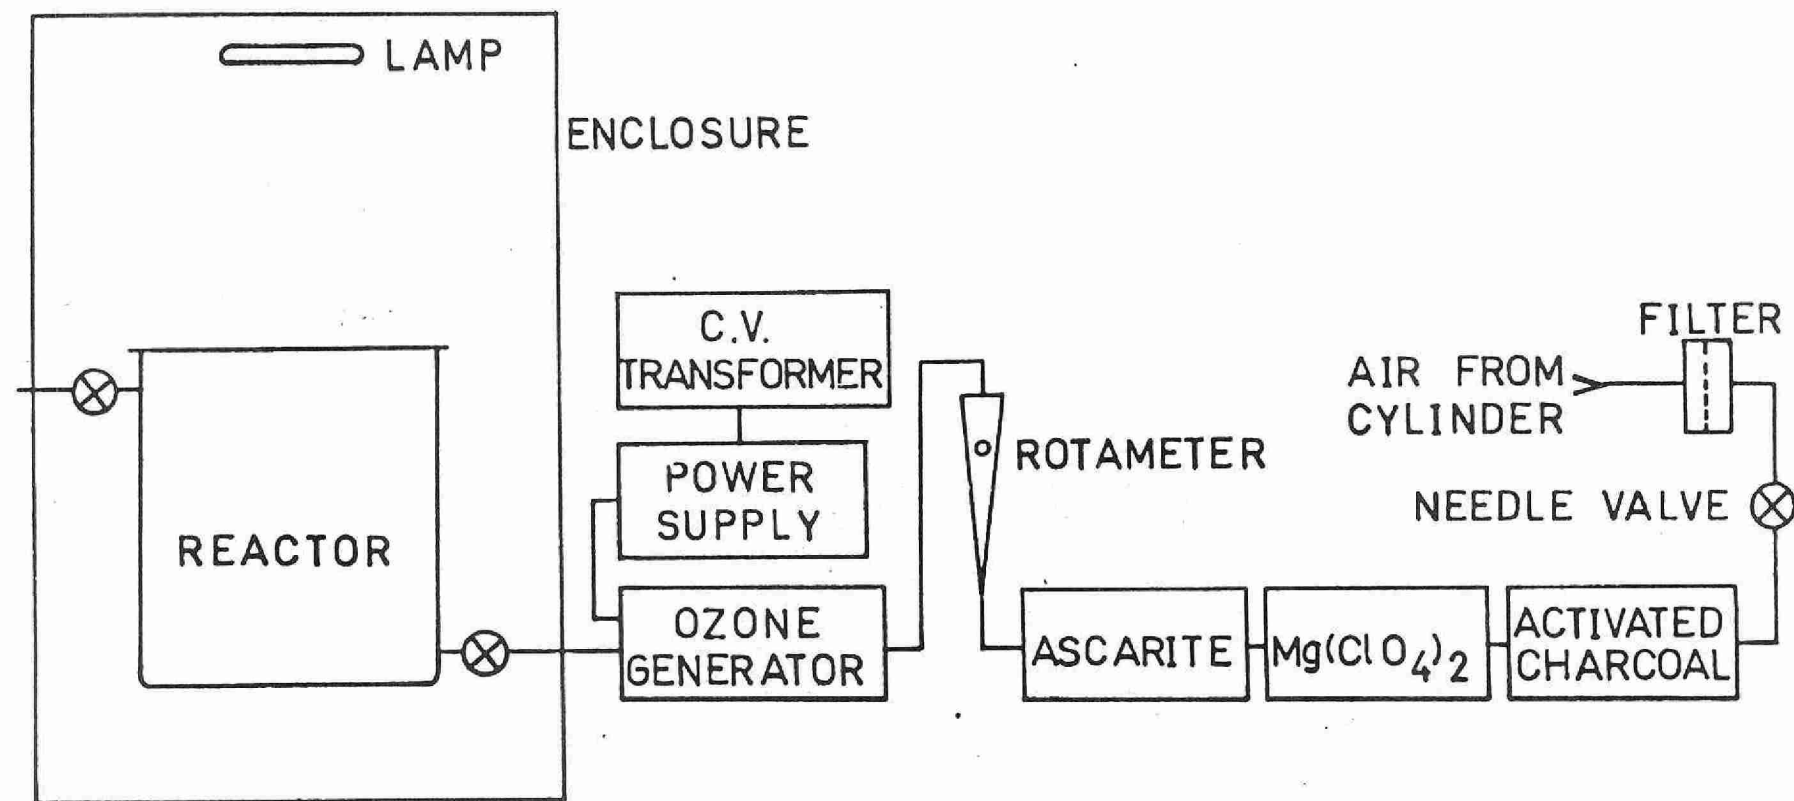 LAMP
ENCLOSURE
C.V.
TRANSFORMER
POWER
SUPPLY
REACTOR
OZONE
GENERATOR
ROTAMETER
ASCARITE
Mg(ClO₄)₂
ACTIVATED
CHARCOAL
FILTER
AIR FROM
CYLINDER
NEEDLE VALVE